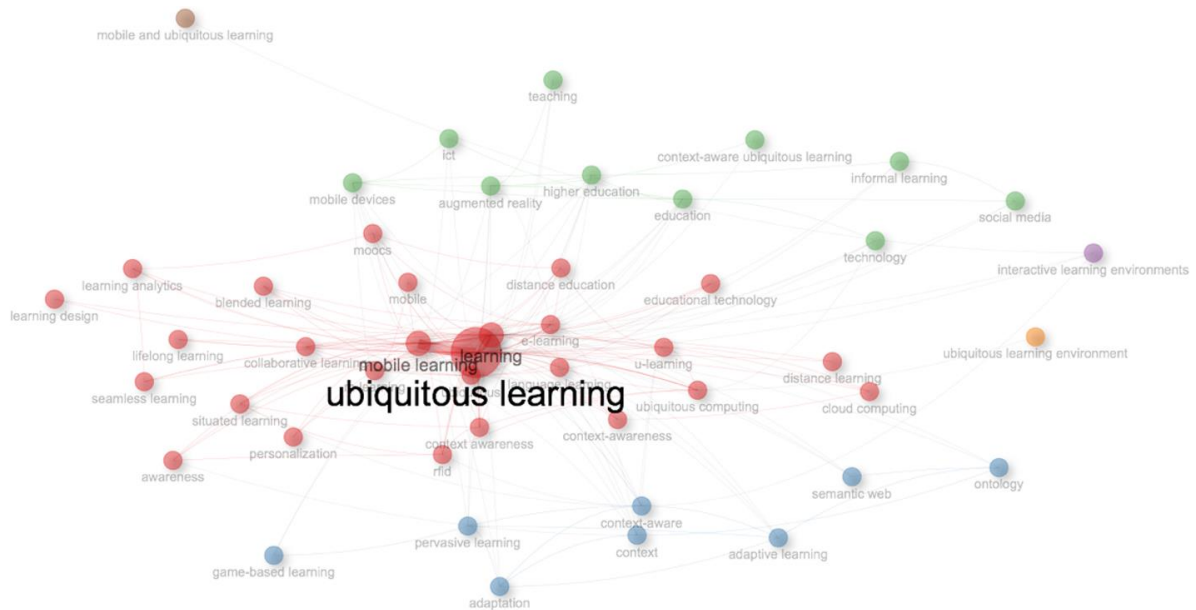 mobile and ubiquitous learning
teaching
ict
context-aware ubiquitous learning
informal learning
mobile devices
augmented reality
higher education
education
social media
moocs
technology
interactive learning environments
learning analytics
blended learning
mobile
distance education
educational technology
learning design
lifelong learning
collaborative learning
mobile learning
learning
e-learning
u-learning
ubiquitous learning environment
distance learning
seamless learning
language learning
ubiquitous learning
ubiquitous computing
cloud computing
situated learning
personalization
context awareness
context-awareness
awareness
rfid
semantic web
ontology
context-aware
pervasive learning
context
adaptive learning
game-based learning
adaptation